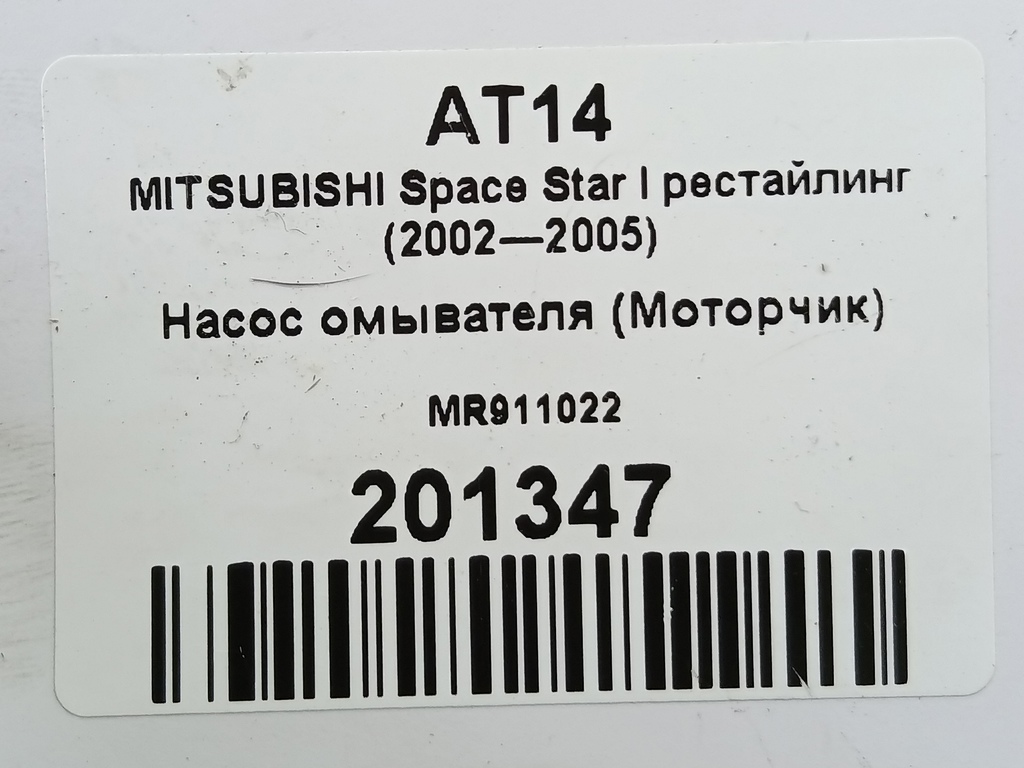 AT14
MITSUBISHI Space Star I рестайлинг
(2002—2005)
Насос омывателя (Моторчик)
MR911022
201347